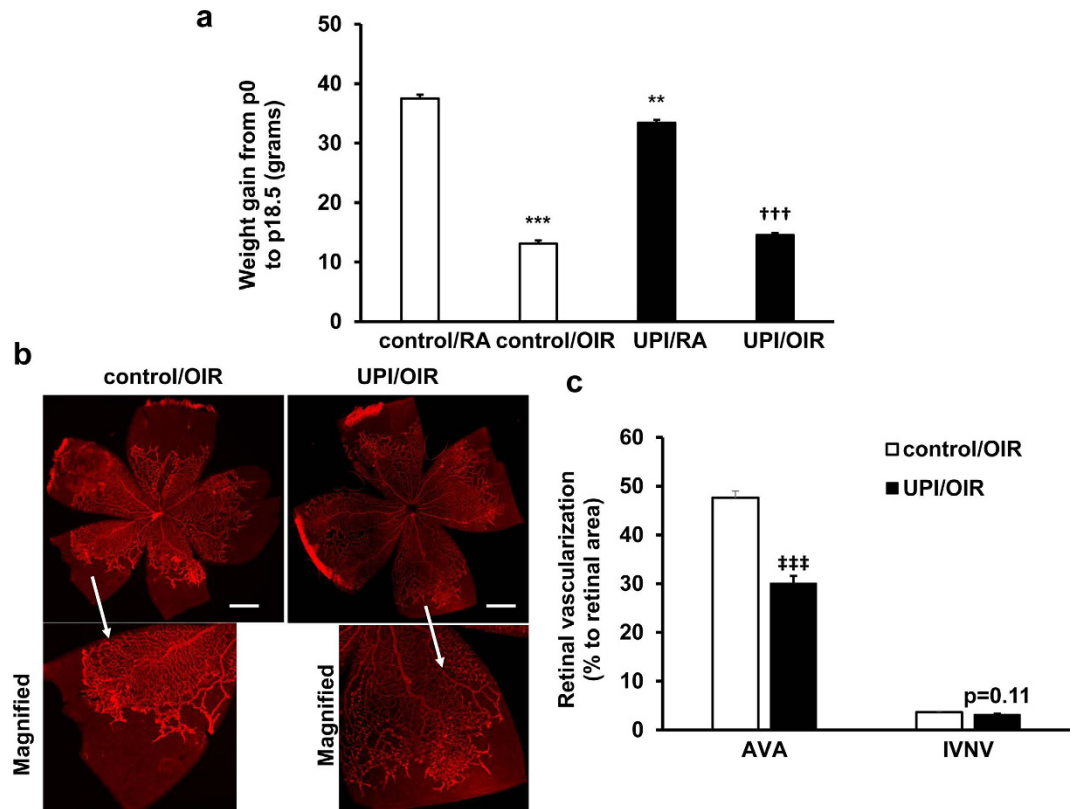 a
Weight gain from p0
to p18.5 (grams)
50
40
30
20
10
0
***
**
†††
control/RA control/OIR UPI/RA UPI/OIR
b
control/OIR UPI/OIR
Magnified
Magnified
c
Retinal vascularization
(% to retinal area)
60
50
40
30
20
10
0
control/OIR
UPI/OIR
‡‡‡
p=0.11
AVA IVNV